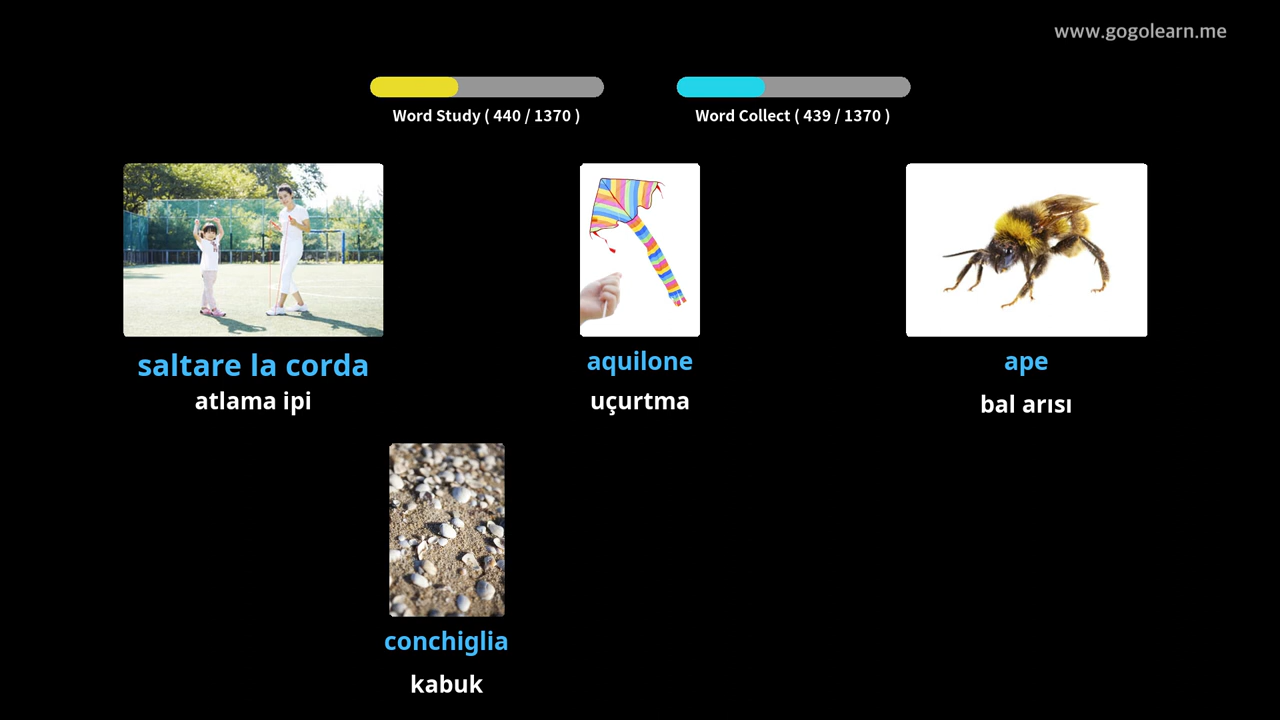 www.gogolearn.me
Word Study ( 440 / 1370 )
Word Collect ( 439 / 1370 )
saltare la corda
atlama ipi
aquilone
uçurtma
ape
bal arısı
conchiglia
kabuk